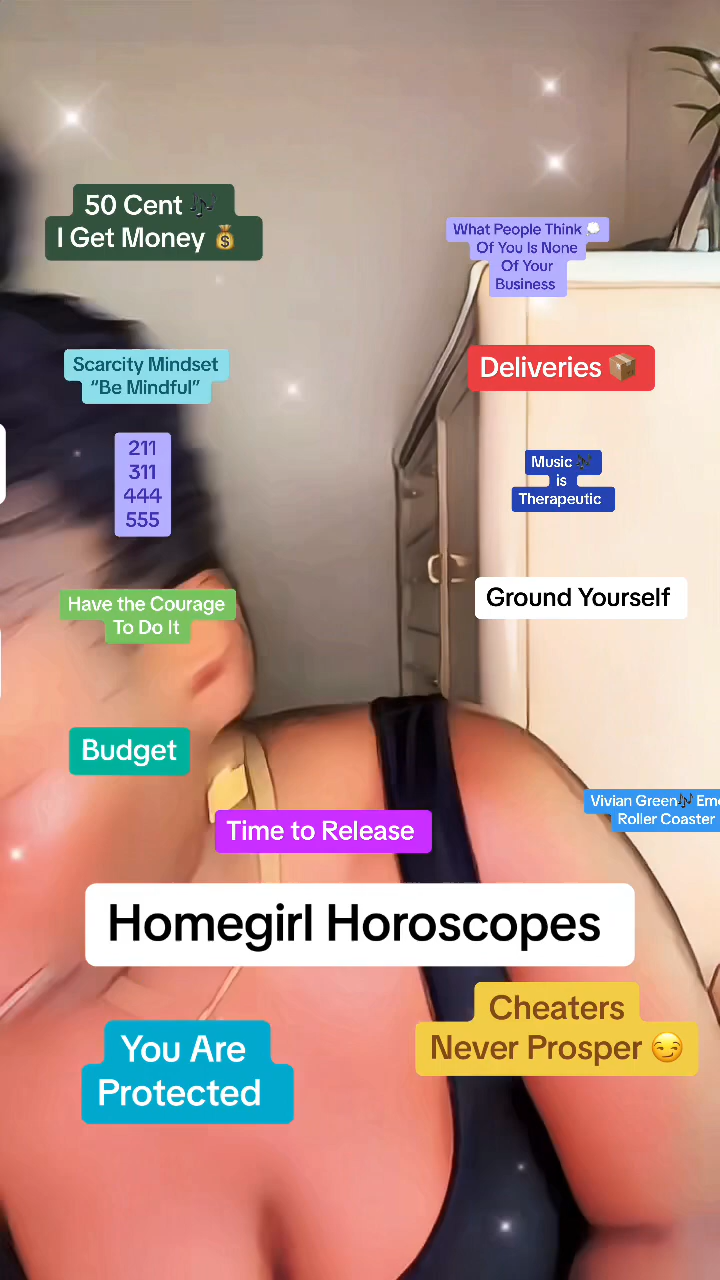 50 Cent 🎶
I Get Money 💰
What People Think 💭
Of You Is None
Of Your
Business
Scarcity Mindset
“Be Mindful”
Deliveries 📦
211
311
444
555
Music 🎶
is
Therapeutic
Have the Courage
To Do It
Ground Yourself
Budget
Vivian Green🎶
Roller Coaster
Time to Release
Homegirl Horoscopes
Cheaters
Never Prosper 😏
You Are
Protected